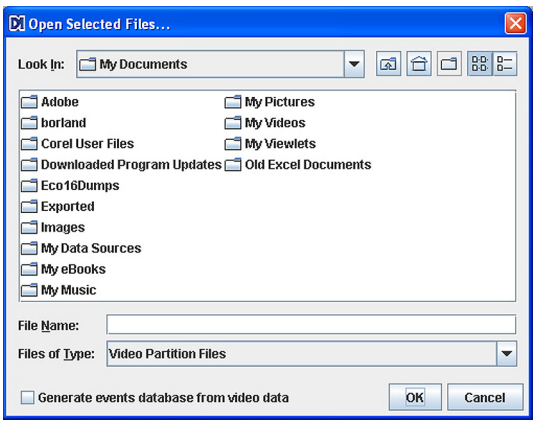 Open Selected Files...
Look In: My Documents
Adobe
borland
Corel User Files
Downloaded Program Updates
Eco16Dumps
Exported
Images
My Data Sources
My eBooks
My Music
My Pictures
My Videos
My Viewlets
Old Excel Documents
File Name:
Files of Type: Video Partition Files
Generate events database from video data
OK Cancel